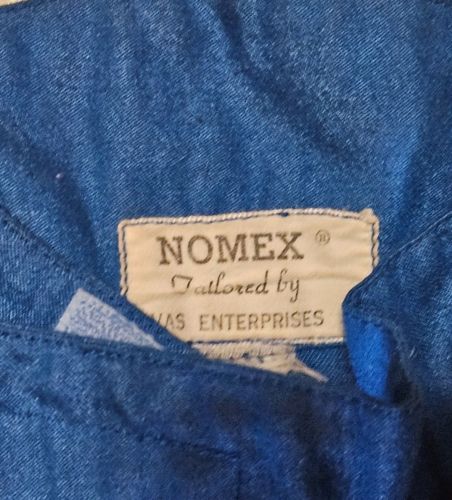 NOMEX ®
Tailored by
VAS ENTERPRISES